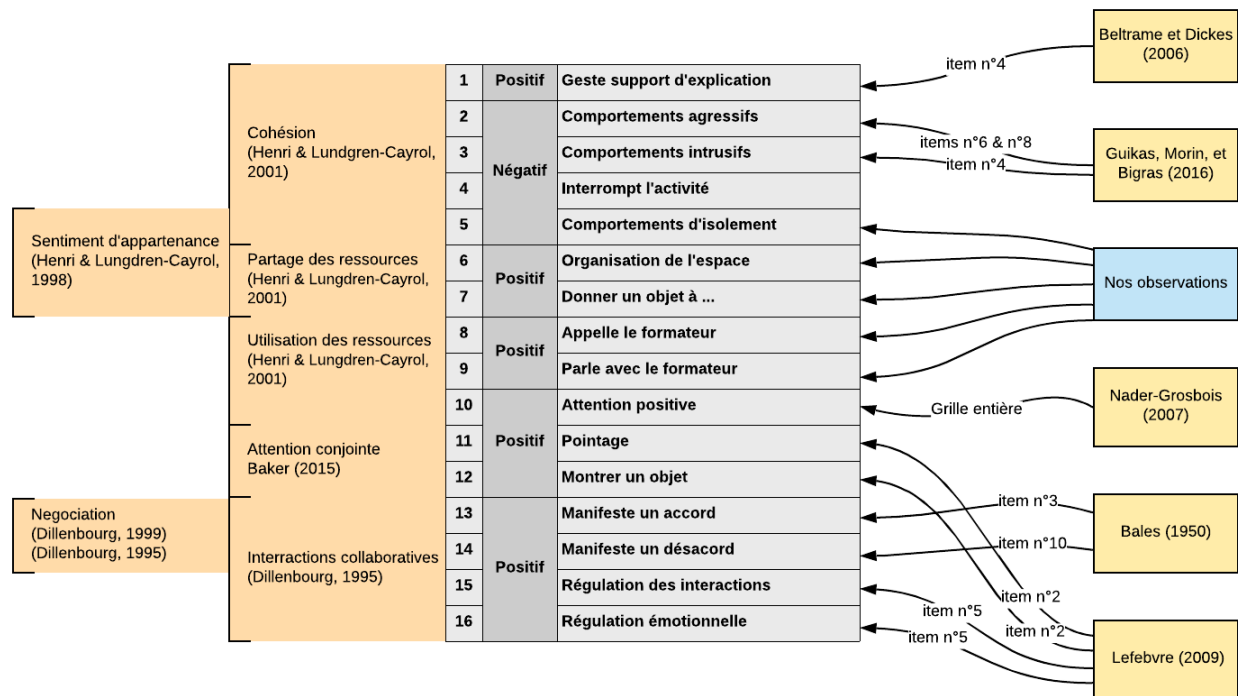 Sentiment d'appartenance
(Henri & Lungdren-Cayrol,
1998)
Negociation
(Dillenbourg, 1999)
(Dillenbourg, 1995)
Cohésion
(Henri & Lundgren-Cayrol,
2001)
Partage des ressources
(Henri & Lundgren-Cayrol,
2001)
Utilisation des ressources
(Henri & Lundgren-Cayrol,
2001)
Attention conjointe
Baker (2015)
Interractions collaboratives
(Dillenbourg, 1995)
1 Positif Geste support d'explication
2 Comportements agressifs
3 Comportements intrusifs
Négatif
4 Interrompt l'activité
5 Comportements d'isolement
6 Organisation de l'espace
Positif
7 Donner un objet à ...
8 Appelle le formateur
Positif
9 Parle avec le formateur
10 Attention positive
11 Positif Pointage
12 Montrer un objet
13 Manifeste un accord
14 Manifeste un désacord
Positif
15 Régulation des interactions
16 Régulation émotionnelle
item n°4
items n°6 & n°8
item n°4
Grille entière
item n°3
item n°10
item n°2
item n°2
item n°5
item n°5
Beltrame et Dickes
(2006)
Guikas, Morin, et
Bigras (2016)
Nos observations
Nader-Grosbois
(2007)
Bales (1950)
Lefebvre (2009)